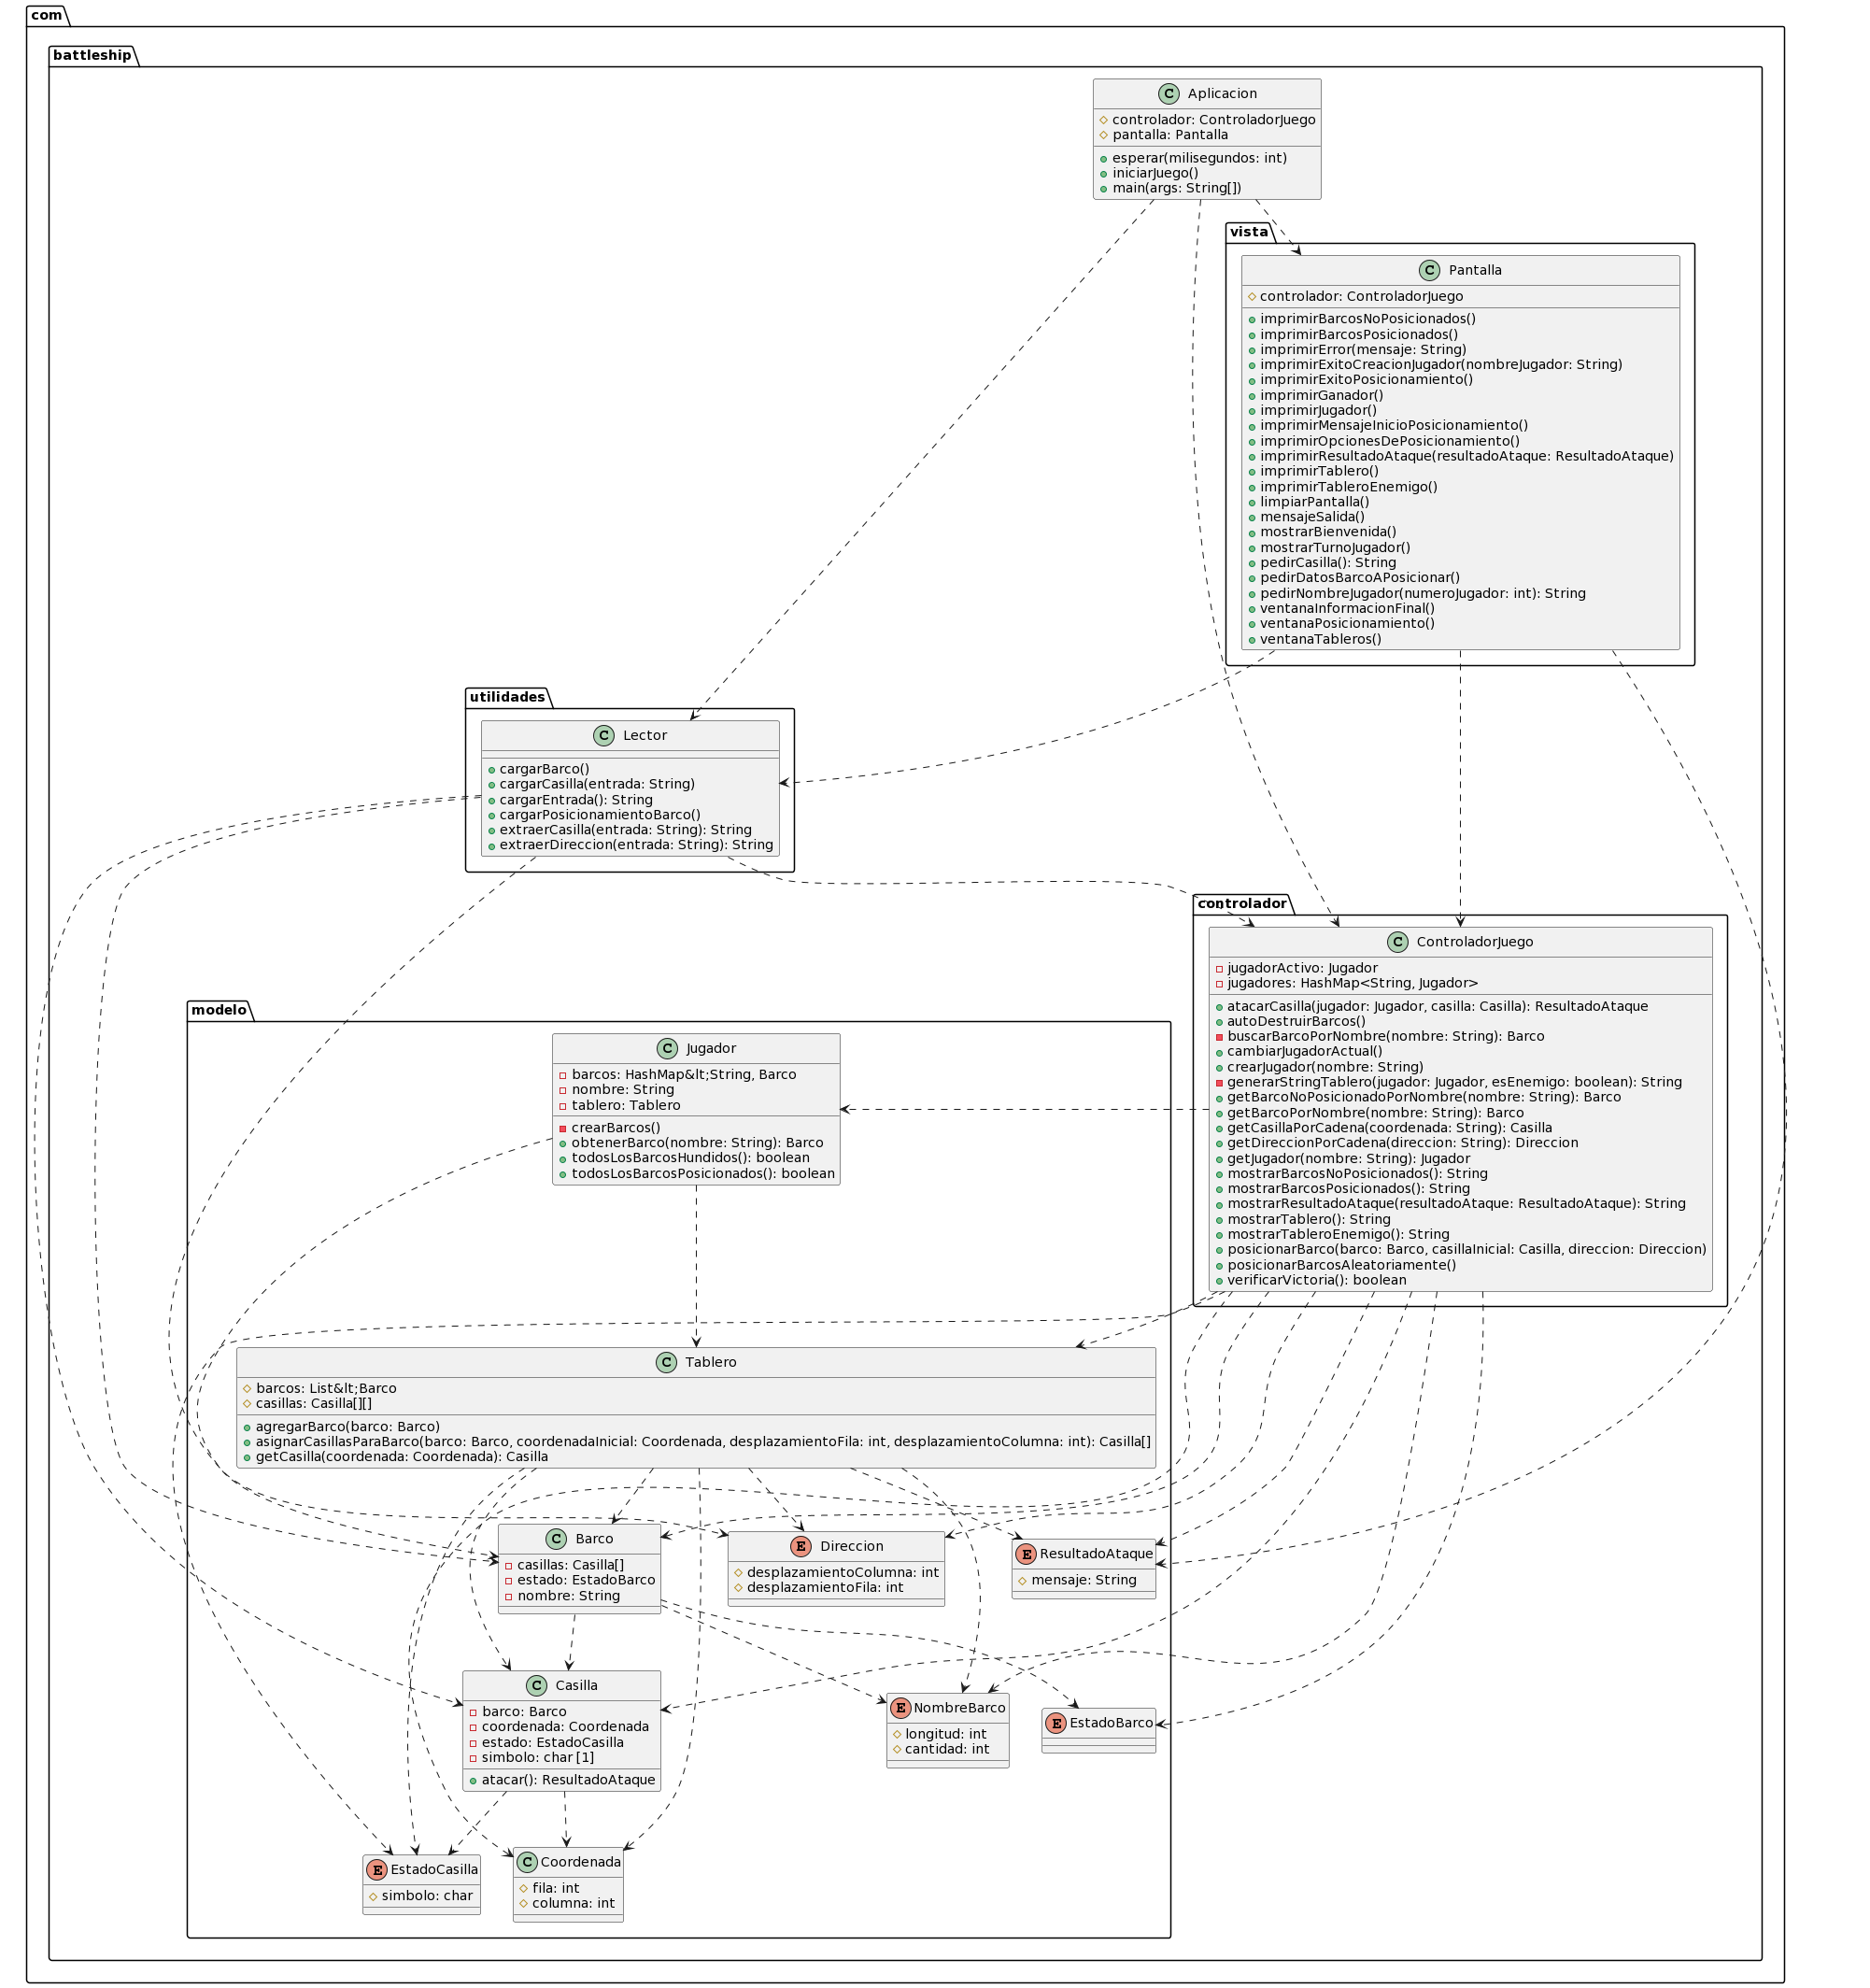 com
battleship
C Aplicacion
controlador: ControladorJuego
pantalla: Pantalla
esperar(milisegundos: int)
iniciarJuego()
main(args: String[])
vista
C Pantalla
controlador: ControladorJuego
imprimirBarcosNoPosicionados()
imprimirBarcosPosicionados()
imprimirError(mensaje: String)
imprimirExitoCreacionJugador(nombreJugador: String)
imprimirExitoPosicionamiento()
imprimirGanador()
imprimirJugador()
imprimirMensajeInicioPosicionamiento()
imprimirOpcionesDePosicionamiento()
imprimirResultadoAtaque(resultadoAtaque: ResultadoAtaque)
imprimirTablero()
imprimirTableroEnemigo()
limpiarPantalla()
mensajeSalida()
mostrarBienvenida()
mostrarTurnoJugador()
pedirCasilla(): String
pedirDatosBarcoAPosicionar()
pedirNombreJugador(numeroJugador: int): String
ventanaInformacionFinal()
ventanaPosicionamiento()
ventanaTableros()
utilidades
C Lector
cargarBarco()
cargarCasilla(entrada: String)
cargarEntrada(): String
cargarPosicionamientoBarco()
extraerCasilla(entrada: String): String
extraerDireccion(entrada: String): String
controlador
C ControladorJuego
jugadorActivo: Jugador
jugadores: HashMap<String, Jugador>
atacarCasilla(jugador: Jugador, casilla: Casilla): ResultadoAtaque
autoDestruirBarcos()
buscarBarcoPorNombre(nombre: String): Barco
cambiarJugadorActual()
crearJugador(nombre: String)
generarStringTablero(jugador: Jugador, esEnemigo: boolean): String
getBarcoNoPosicionadoPorNombre(nombre: String): Barco
getBarcoPorNombre(nombre: String): Barco
getCasillaPorCadena(coordenada: String): Casilla
getDireccionPorCadena(direccion: String): Direccion
getJugador(nombre: String): Jugador
mostrarBarcosNoPosicionados(): String
mostrarBarcosPosicionados(): String
mostrarResultadoAtaque(resultadoAtaque: ResultadoAtaque): String
mostrarTablero(): String
mostrarTableroEnemigo(): String
posicionarBarco(barco: Barco, casillaInicial: Casilla, direccion: Direccion)
posicionarBarcosAleatoriamente()
verificarVictoria(): boolean
modelo
C Jugador
barcos: HashMap&lt;String, Barco
nombre: String
tablero: Tablero
crearBarcos()
obtenerBarco(nombre: String): Barco
todosLosBarcosHundidos(): boolean
todosLosBarcosPosicionados(): boolean
C Tablero
barcos: List&lt;Barco
casillas: Casilla[][]
agregarBarco(barco: Barco)
asignarCasillasParaBarco(barco: Barco, coordenadaInicial: Coordenada, desplazamientoFila: int, desplazamientoColumna: int): Casilla[]
getCasilla(coordenada: Coordenada): Casilla
C Barco
casillas: Casilla[]
estado: EstadoBarco
nombre: String
E Direccion
desplazamientoColumna: int
desplazamientoFila: int
E ResultadoAtaque
mensaje: String
C Casilla
barco: Barco
coordenada: Coordenada
estado: EstadoCasilla
simbolo: char [1]
atacar(): ResultadoAtaque
E NombreBarco
longitud: int
cantidad: int
E EstadoBarco
E EstadoCasilla
simbolo: char
C Coordenada
fila: int
columna: int